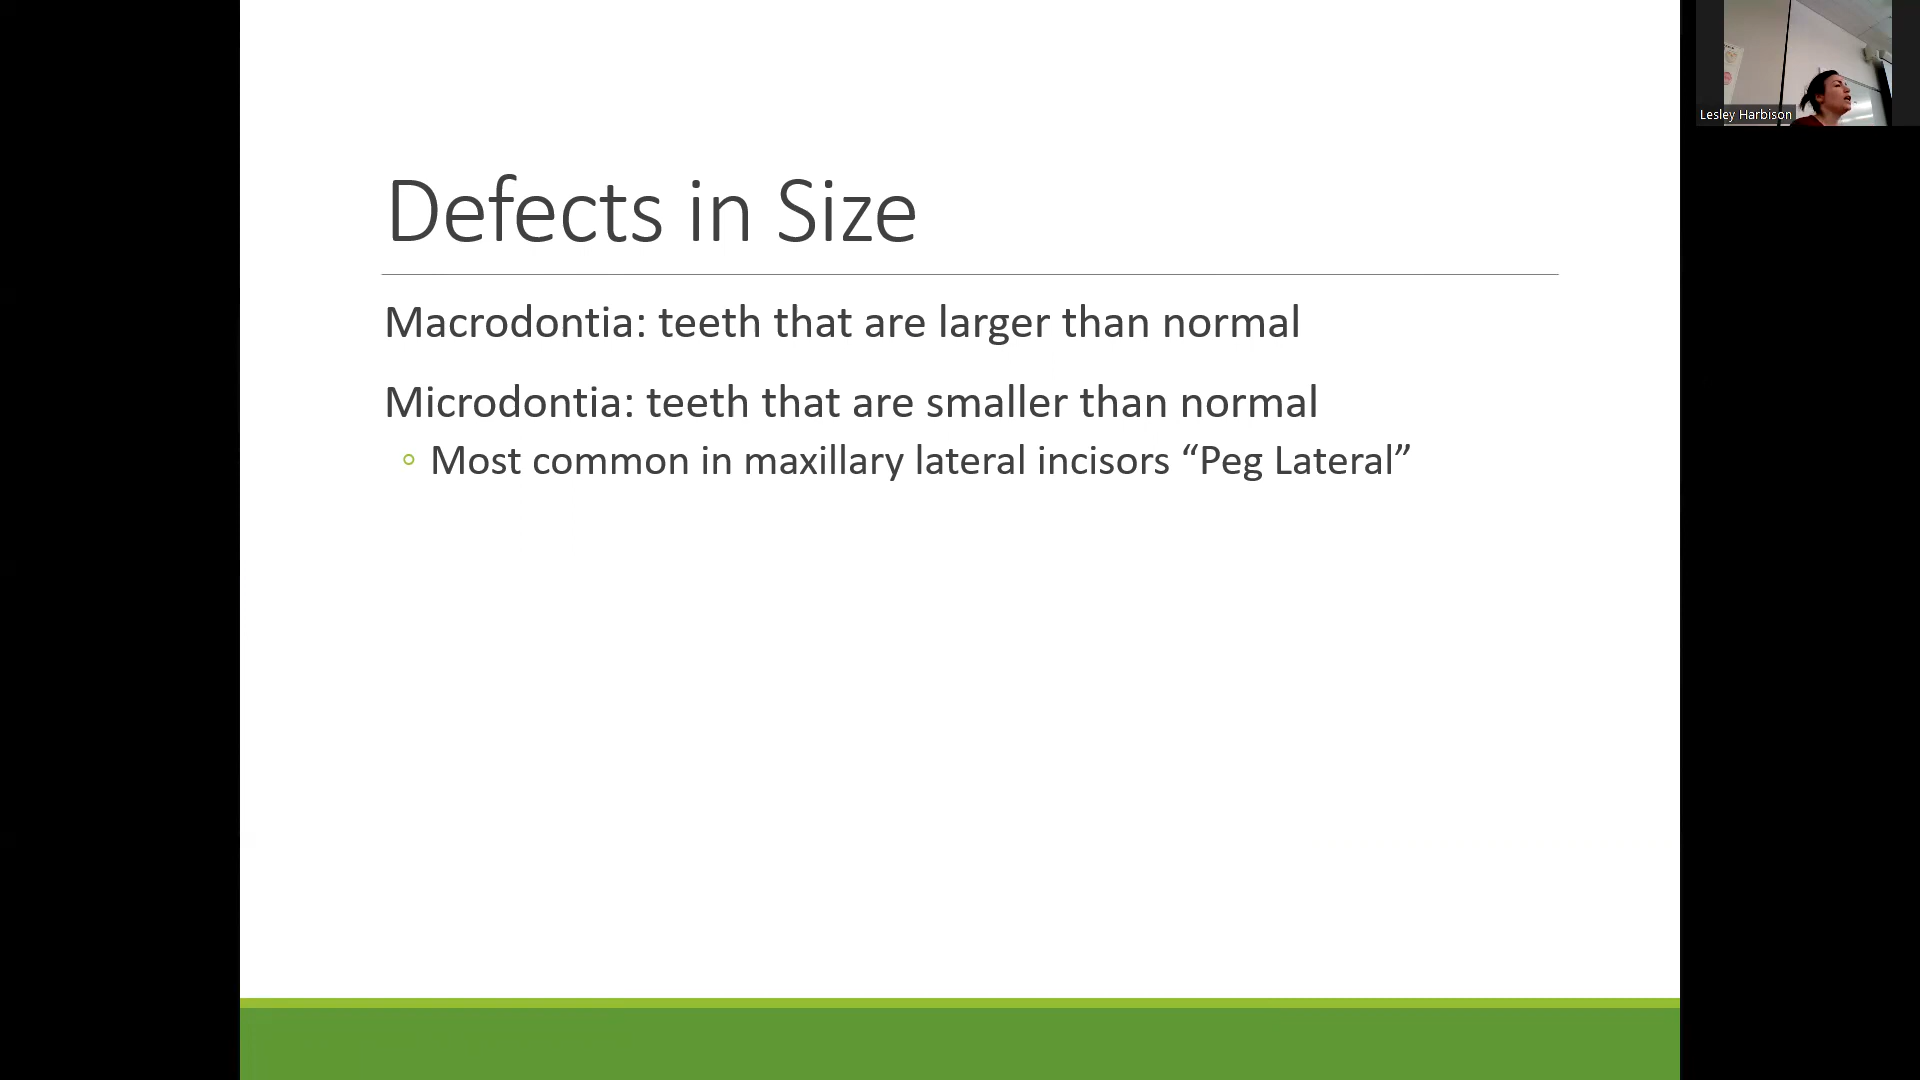 Defects in Size
Macrodontia: teeth that are larger than normal
Microdontia: teeth that are smaller than normal
◦ Most common in maxillary lateral incisors “Peg Lateral”
Lesley Harbison